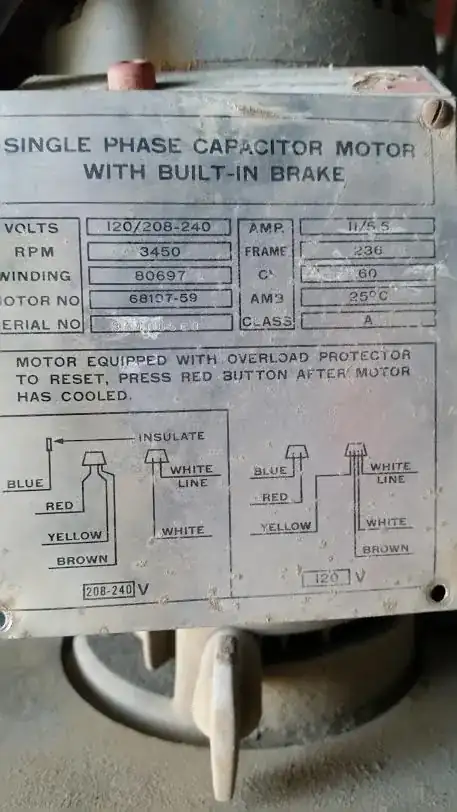 SINGLE PHASE CAPACITOR MOTOR
WITH BUILT-IN BRAKE
VOLTS 120/208-240 AMP. 11/5.5
RPM 3450 FRAME 236
WINDING 80697 CY 60
MOTOR NO 68107-59 AMB 25°C
SERIAL NO CLASS A
MOTOR EQUIPPED WITH OVERLOAD PROTECTOR
TO RESET, PRESS RED BUTTON AFTER MOTOR
HAS COOLED.
INSULATE
BLUE
WHITE
LINE
RED
YELLOW
WHITE
BROWN
208-240 V
BLUE
WHITE
LINE
RED
YELLOW
WHITE
BROWN
120 V